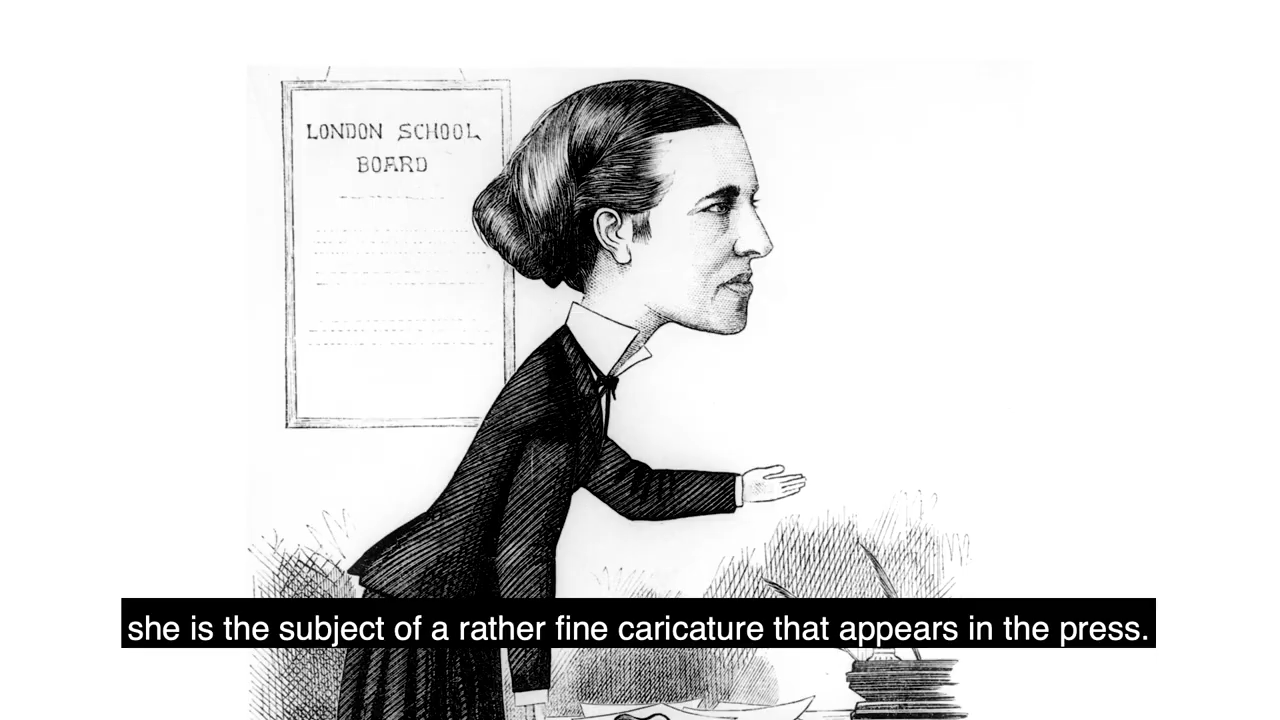 LONDON SCHOOL
BOARD
she is the subject of a rather fine caricature that appears in the press.